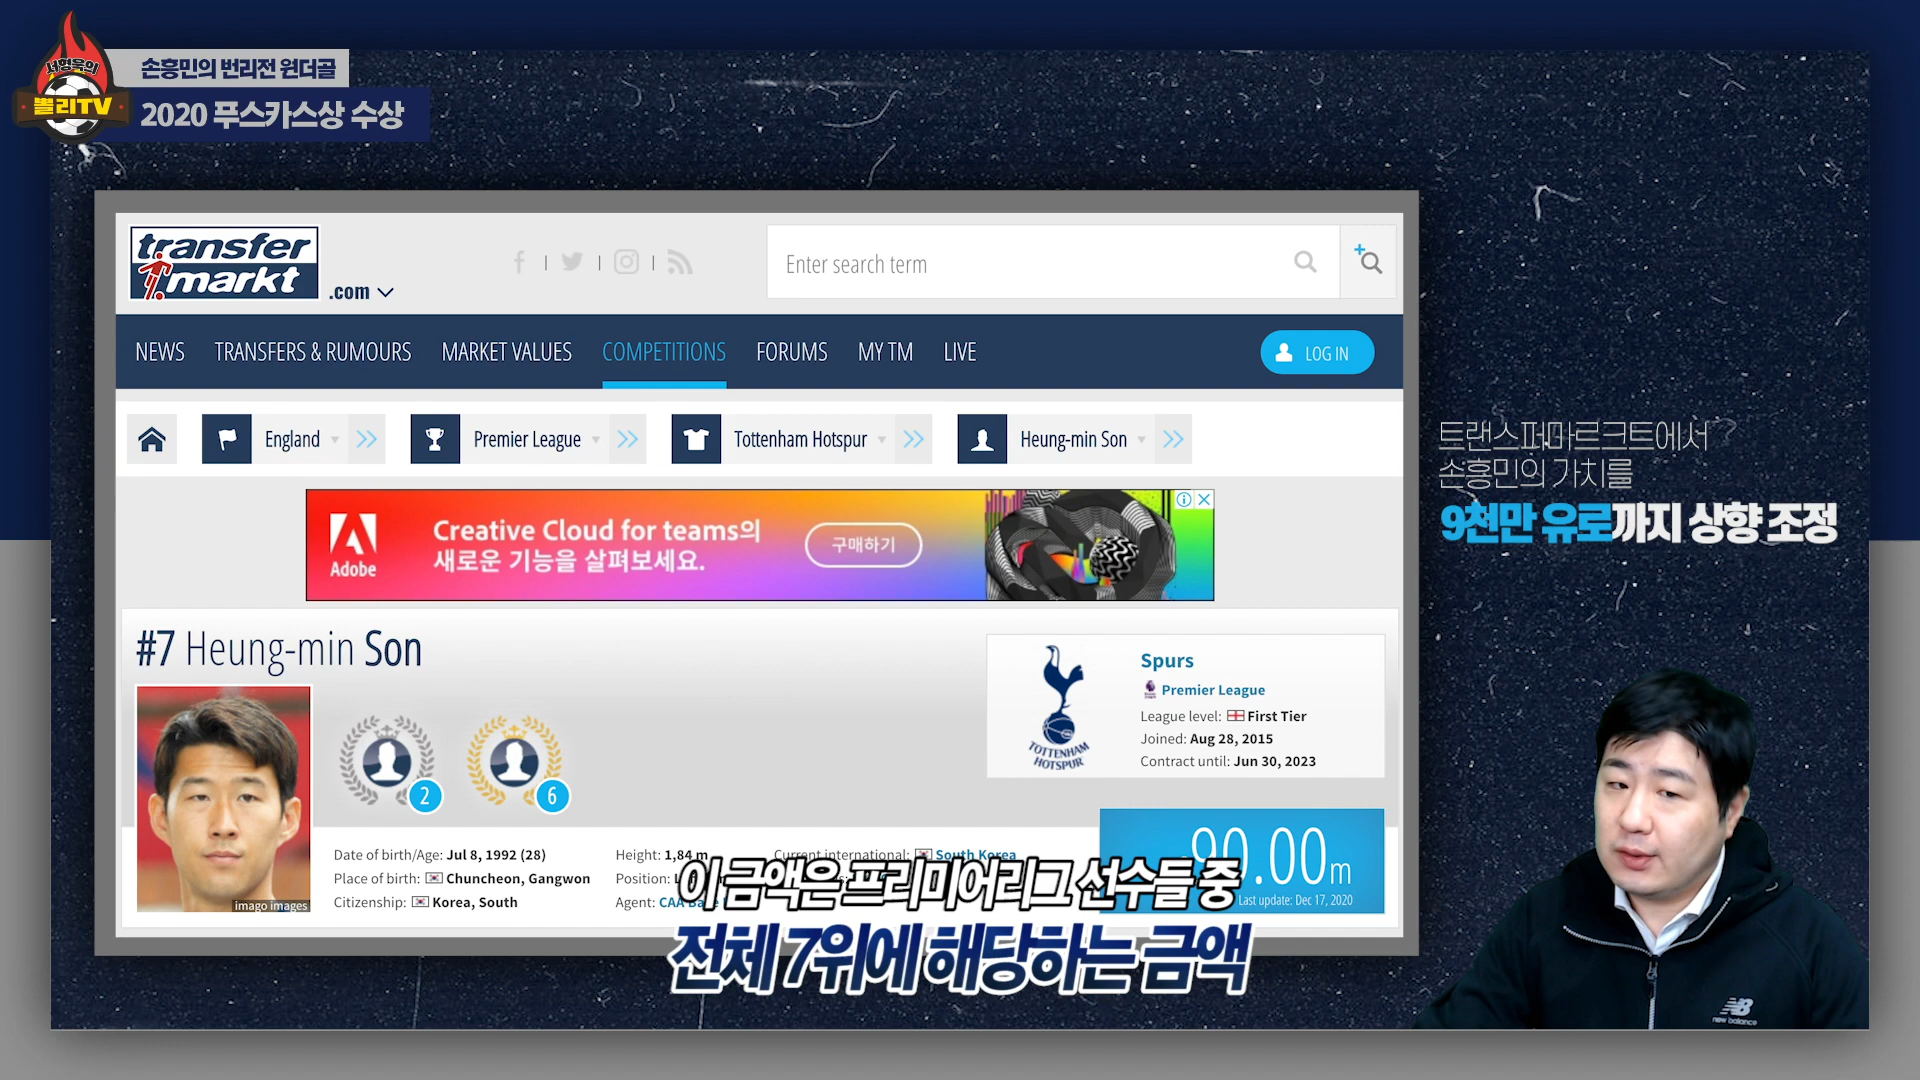 서형욱의
뽈리TV
손흥민의 번리전 원더골
2020 푸스카스상 수상
transfer
markt
.com
Enter search term
NEWS TRANSFERS & RUMOURS MARKET VALUES COMPETITIONS FORUMS MY TM LIVE LOG IN
England Premier League Tottenham Hotspur Heung-min Son
Adobe
Creative Cloud for teams의
새로운 기능을 살펴보세요.
구매하기
#7 Heung-min Son
2 6
imago images
Date of birth/Age: Jul 8, 1992 (28)
Place of birth: Chuncheon, Gangwon
Citizenship: Korea, South
Height: 1,84 m
Position:
Agent: CAA
Current international: South Korea
TOTTENHAM
HOTSPUR
Spurs
Premier League
League level: First Tier
Joined: Aug 28, 2015
Contract until: Jun 30, 2023
90.00m
Last update: Dec 17, 2020
트랜스퍼마르크트에서
손흥민의 가치를
9천만 유로까지 상향 조정
이 금액은 프리미어리그 선수들 중
전체 7위에 해당하는 금액
new balance